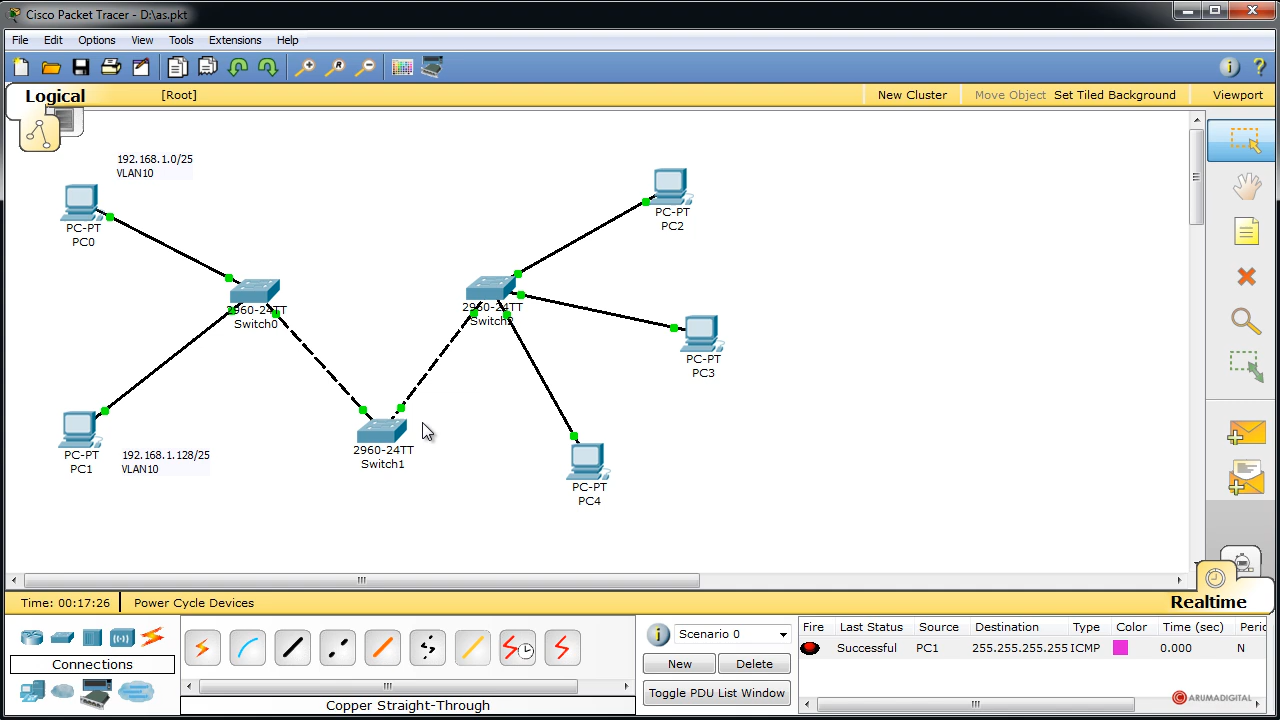 Cisco Packet Tracer - D:\as.pkt
File Edit Options View Tools Extensions Help
Logical [Root] New Cluster Move Object Set Tiled Background Viewport
192.168.1.0/25
VLAN10
PC-PT
PC0
PC-PT
PC2
2960-24TT
Switch0
2960-24TT
Switch2
PC-PT
PC3
PC-PT
PC1
192.168.1.128/25
VLAN10
2960-24TT
Switch1
PC-PT
PC4
Time: 00:17:26 Power Cycle Devices
Realtime
Connections
Copper Straight-Through
Scenario 0
New Delete
Toggle PDU List Window
Fire Last Status Source Destination Type Color Time (sec) Perio
Successful PC1 255.255.255.255 ICMP 0.000 N
ARUMADIGITAL